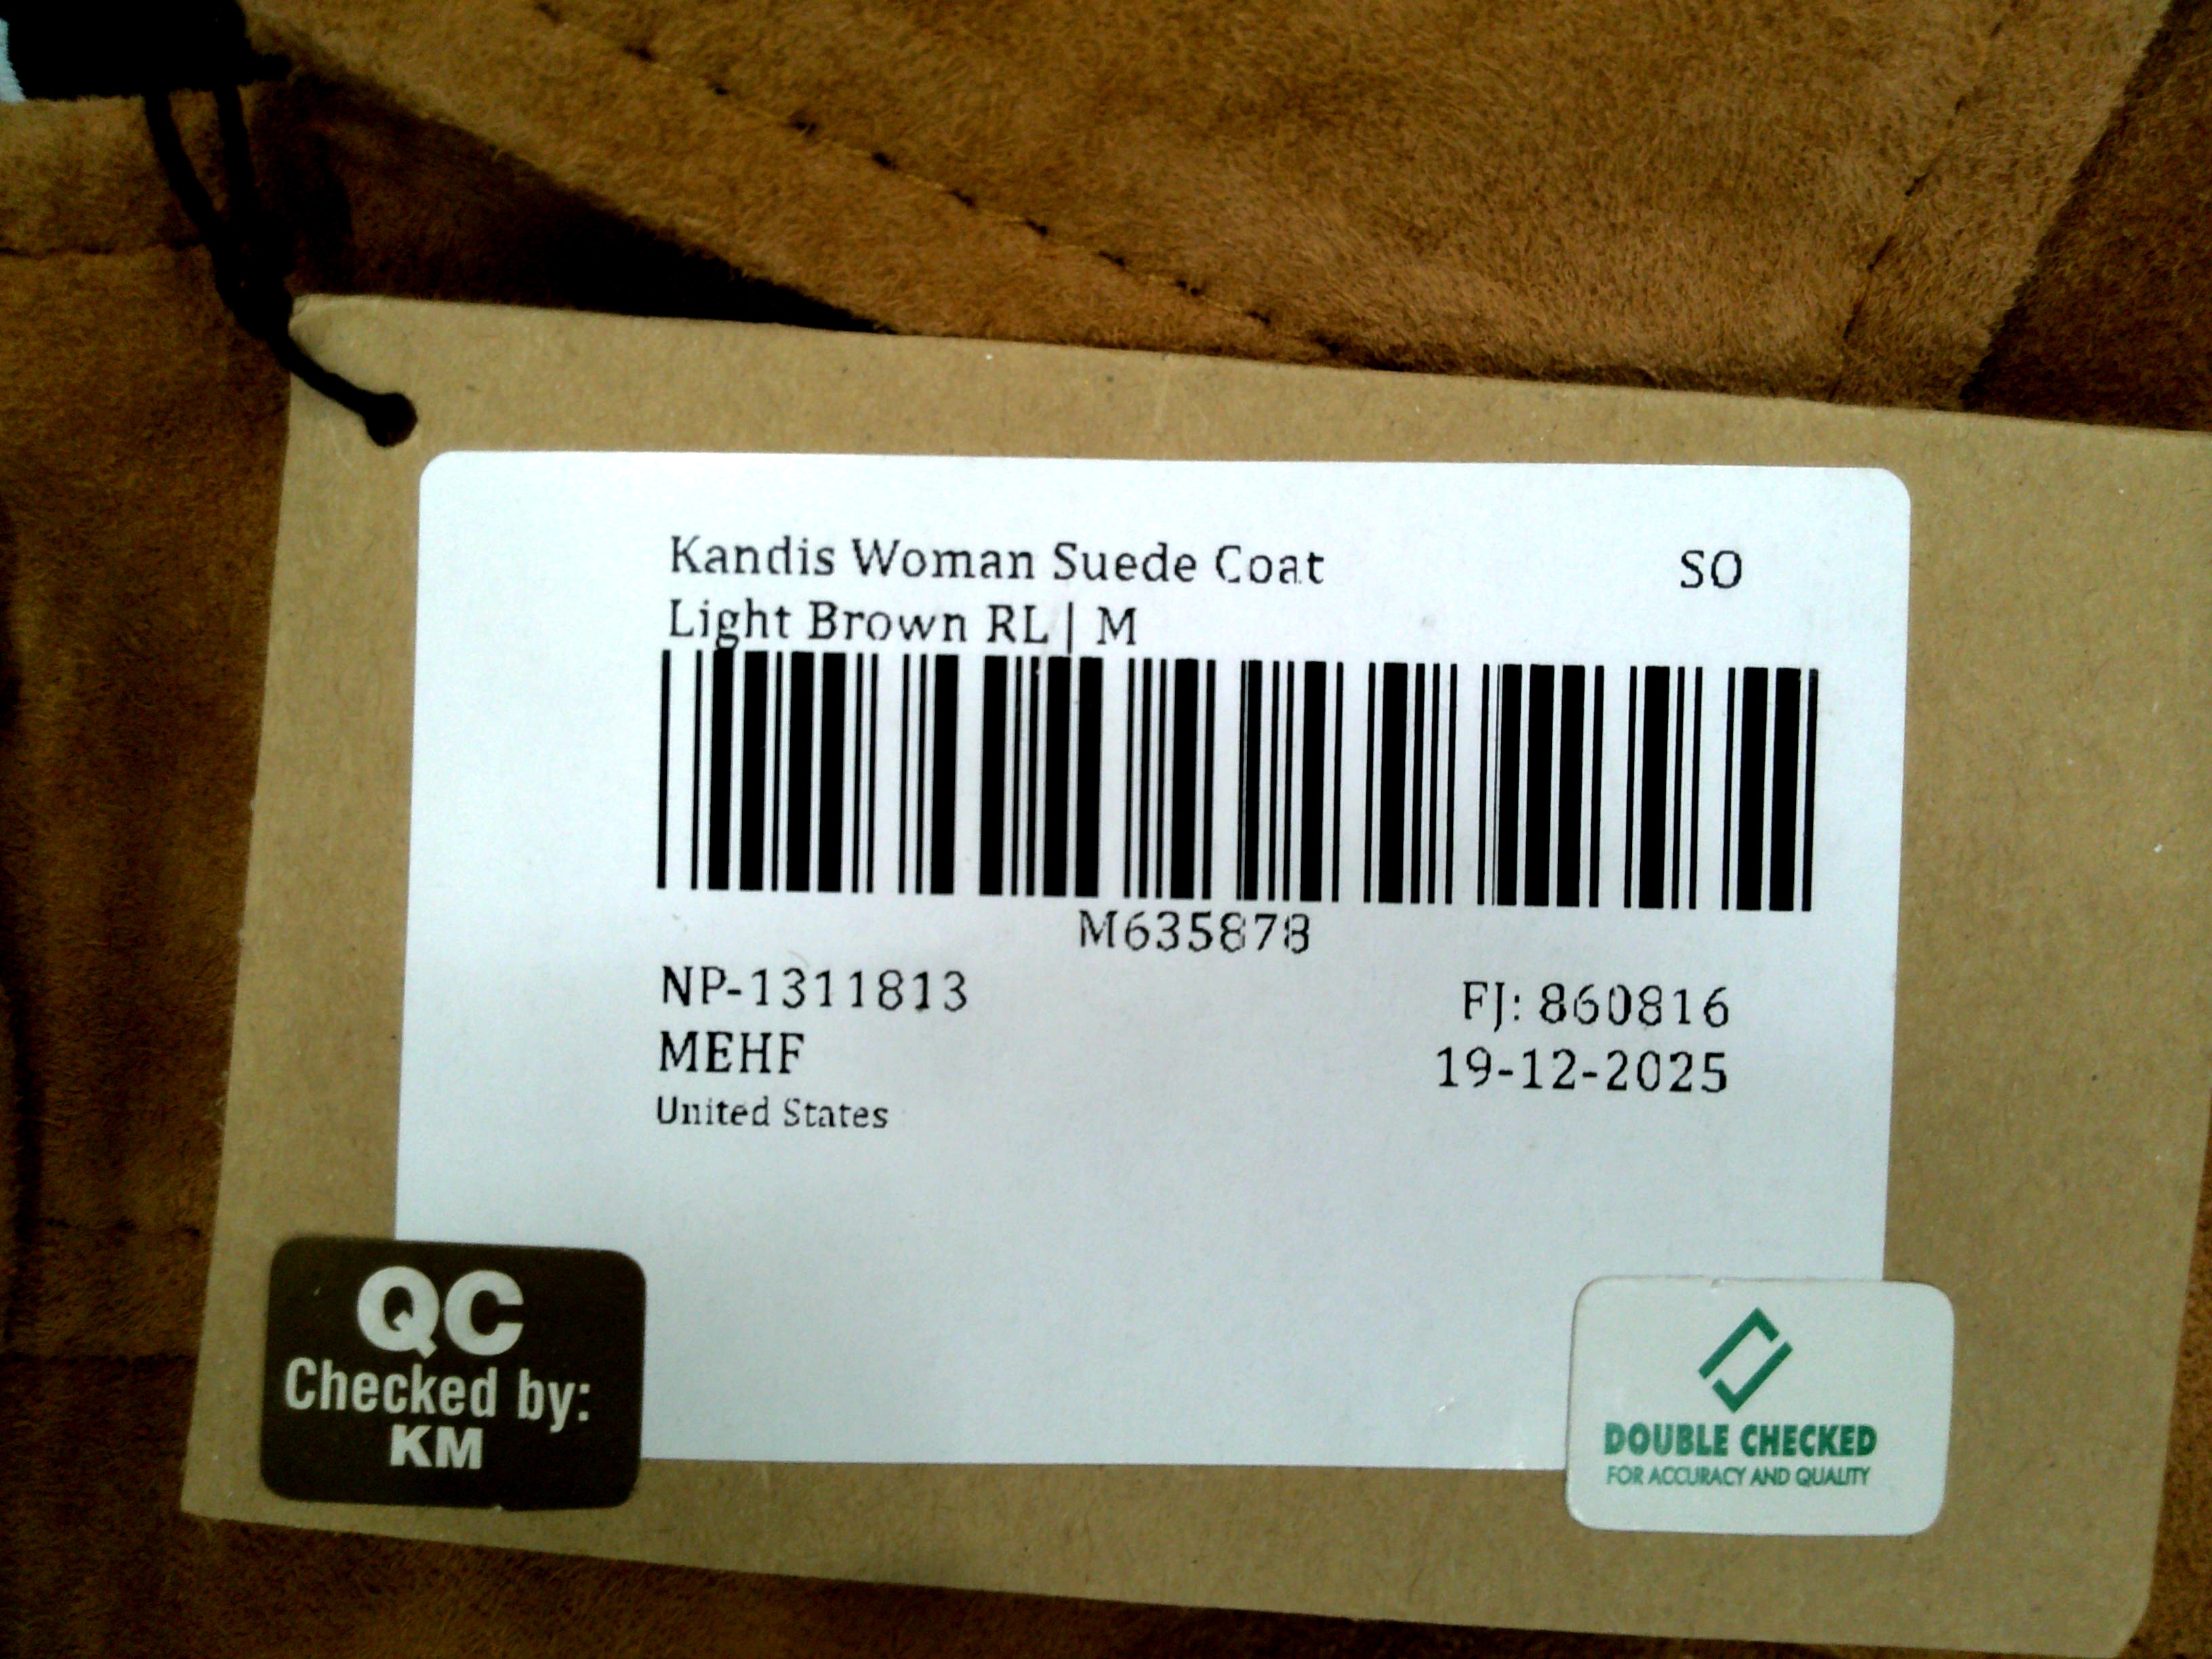 Kandis Woman Suede Coat SO
Light Brown RL | M
M635878
NP-1311813 FJ: 860816
MEHF 19-12-2025
United States
QC
Checked by:
KM
DOUBLE CHECKED
FOR ACCURACY AND QUALITY